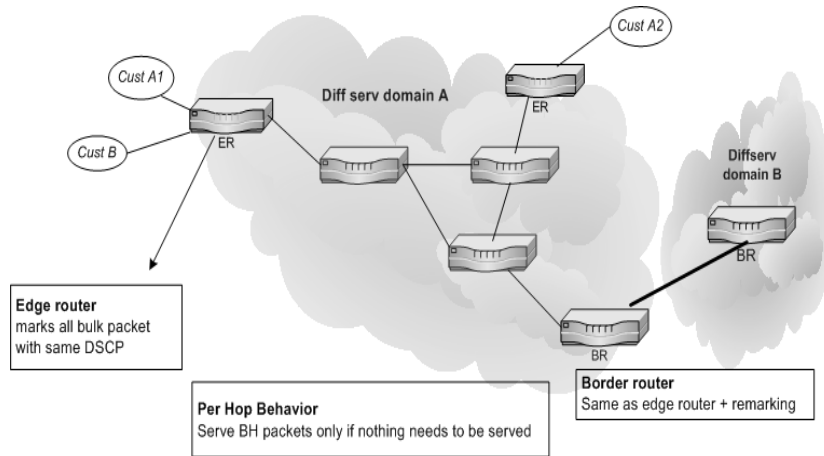 Cust A2
Cust A1
Diff serv domain A
ER
ER
Cust B
Diffserv
domain B
BR
Edge router
marks all bulk packet
with same DSCP
BR
Per Hop Behavior
Serve BH packets only if nothing needs to be served
Border router
Same as edge router + remarking